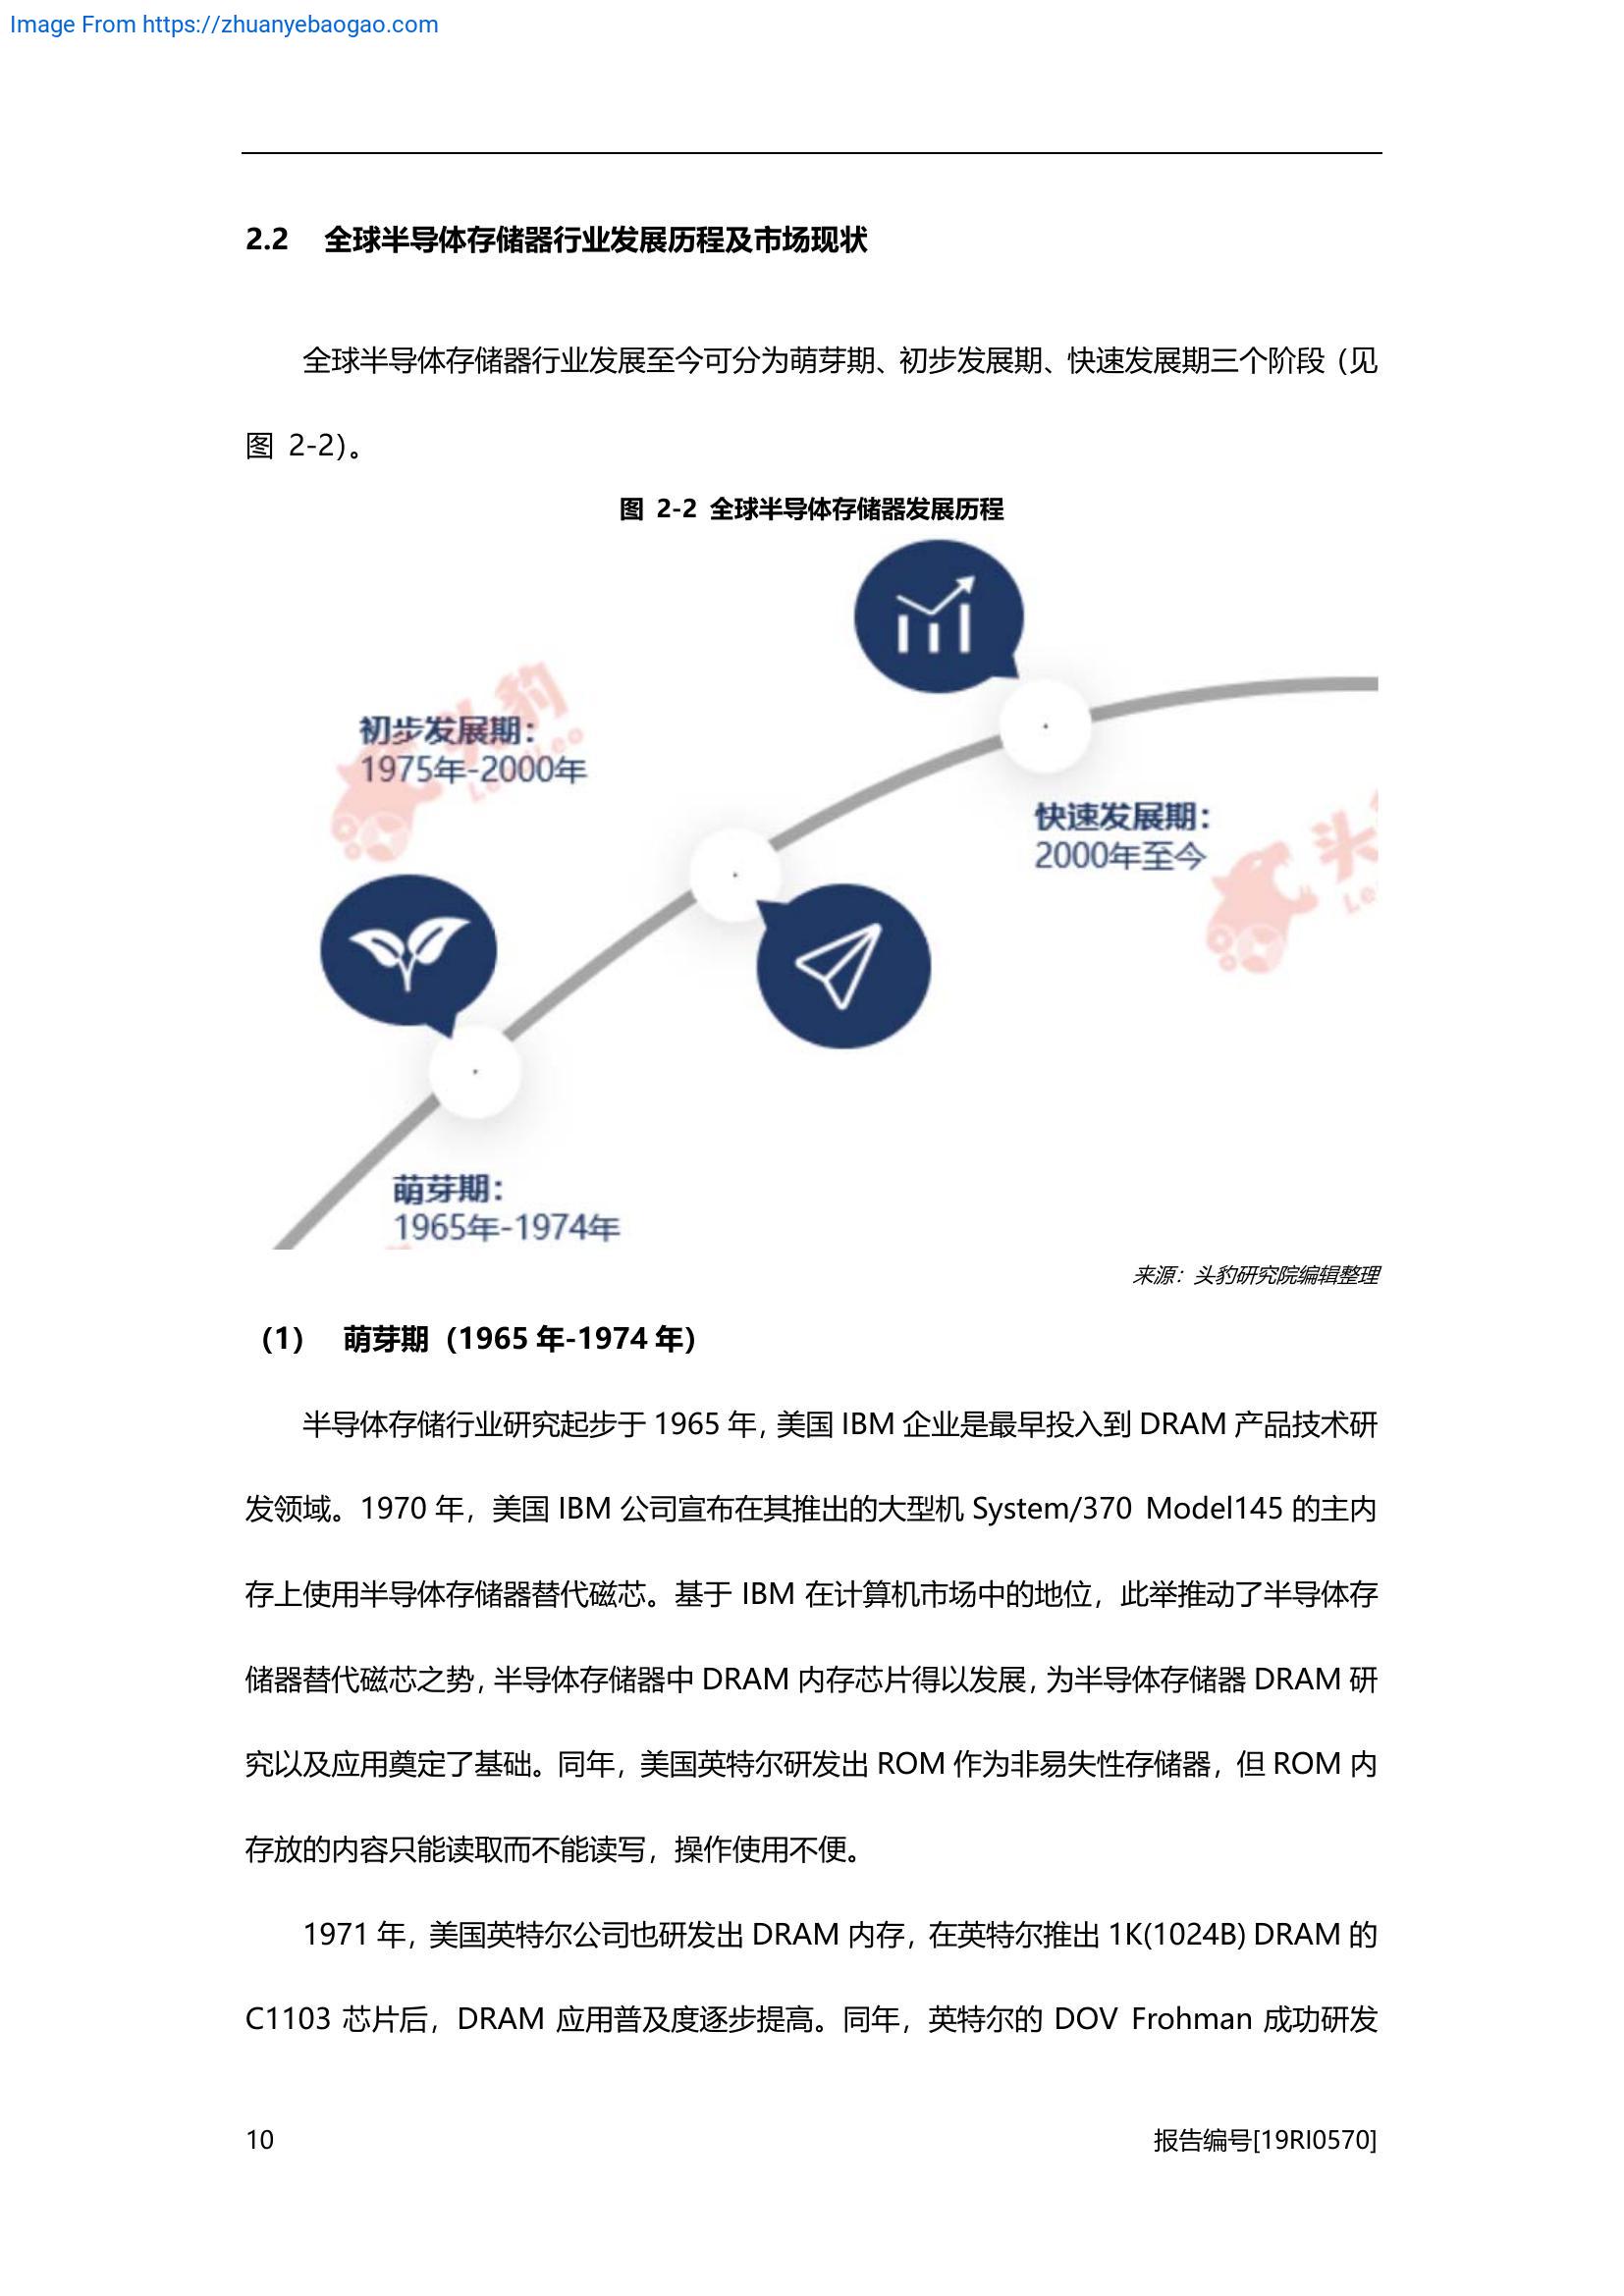 Image From https://zhuanyebaogao.com
2.2 全球半导体存储器行业发展历程及市场现状
全球半导体存储器行业发展至今可分为萌芽期、初步发展期、快速发展期三个阶段（见
图 2-2）。
图 2-2 全球半导体存储器发展历程
头豹
LeadLeo
初步发展期：
1975年-2000年
快速发展期：
2000年至今
头
Le
萌芽期：
1965年-1974年
来源：头豹研究院编辑整理
（1） 萌芽期（1965 年-1974 年）
半导体存储行业研究起步于 1965 年，美国 IBM 企业是最早投入到 DRAM 产品技术研
发领域。1970 年，美国 IBM 公司宣布在其推出的大型机 System/370 Model145 的主内
存上使用半导体存储器替代磁芯。基于 IBM 在计算机市场中的地位，此举推动了半导体存
储器替代磁芯之势，半导体存储器中 DRAM 内存芯片得以发展，为半导体存储器 DRAM 研
究以及应用奠定了基础。同年，美国英特尔研发出 ROM 作为非易失性存储器，但 ROM 内
存放的内容只能读取而不能读写，操作使用不便。
1971 年，美国英特尔公司也研发出 DRAM 内存，在英特尔推出 1K(1024B) DRAM 的
C1103 芯片后，DRAM 应用普及度逐步提高。同年，英特尔的 DOV Frohman 成功研发
10 报告编号[19RI0570]